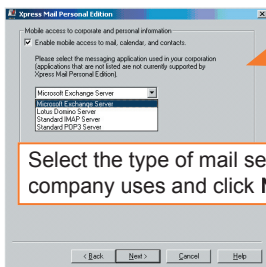 Xpress Mail Personal Edition
Mobile access to corporate and personal information
Enable mobile access to mail, calendar, and contacts.
Please select the messaging application used in your corporation
(applications that are not listed are not currently supported by
Xpress Mail Personal Edition).
Microsoft Exchange Server
Microsoft Exchange Server
Lotus Domino Server
Standard IMAP Server
Standard POP3 Server
Select the type of mail se
company uses and click N
< Back
Next >
Cancel
Help